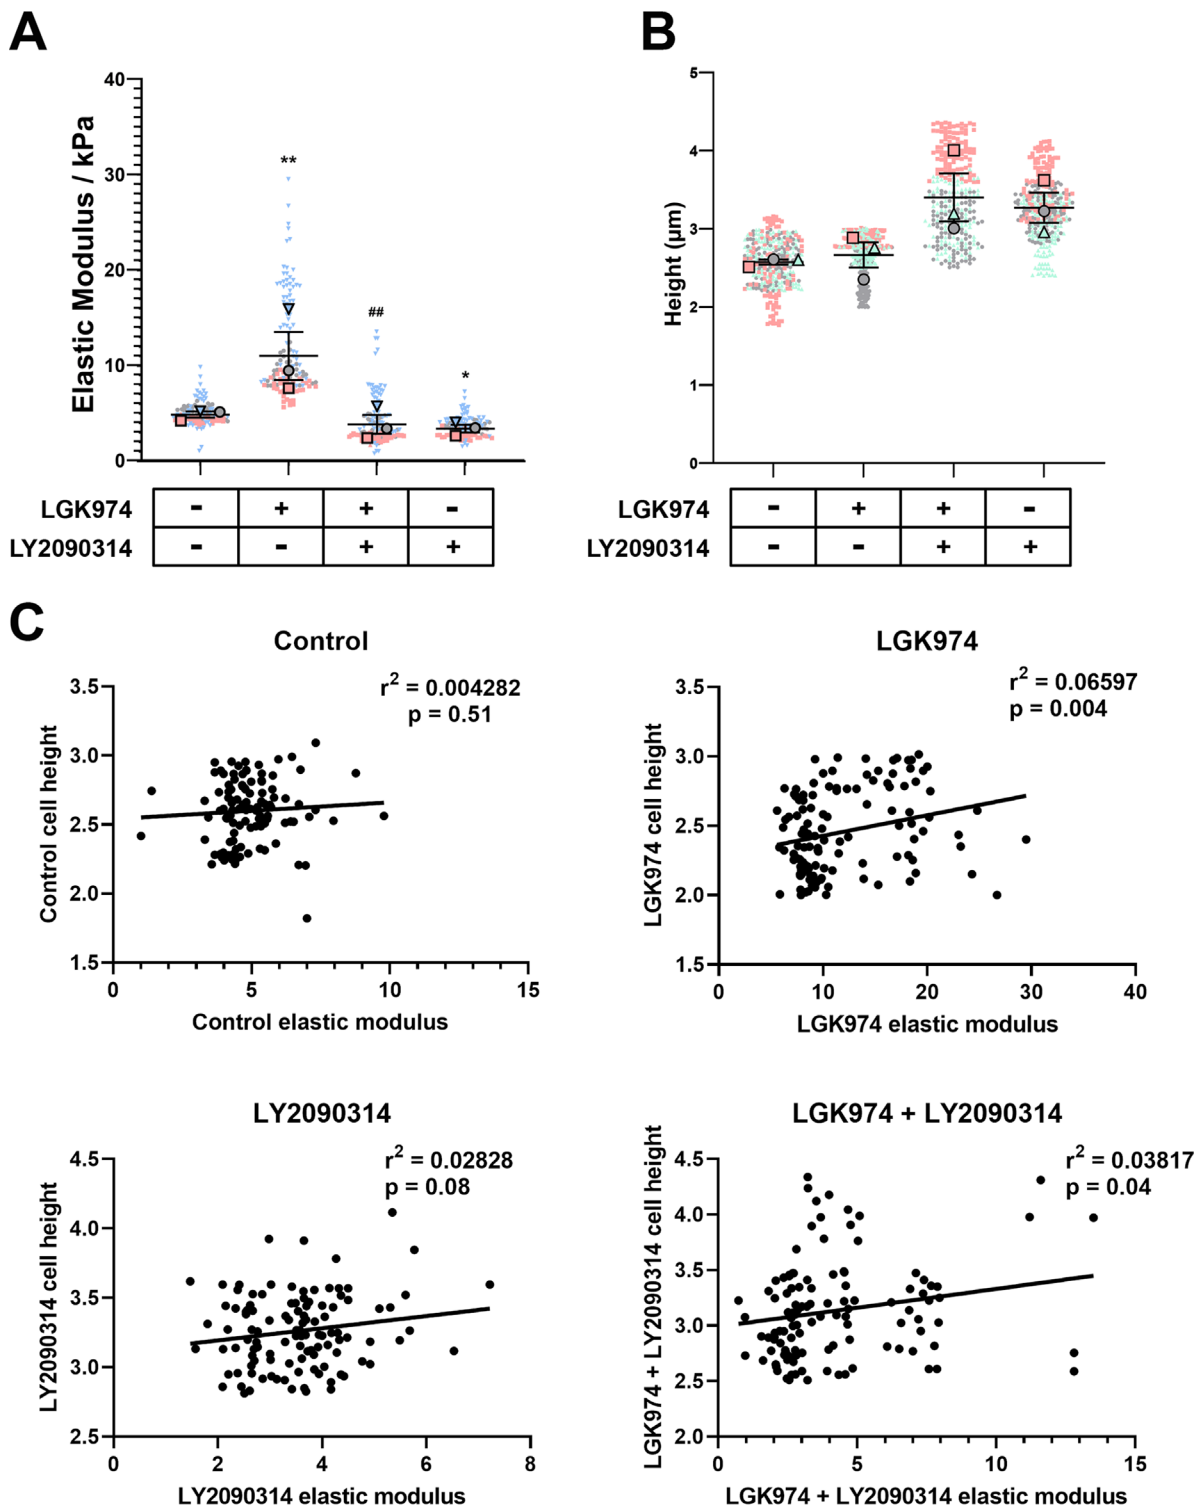 A
Elastic Modulus / kPa
40
30
20
10
0
**
##
*
LGK974 - + + -
LY2090314 - - + +
B
Height (µm)
5
4
3
2
1
0
LGK974 - + + -
LY2090314 - - + +
C
Control
r² = 0.004282
p = 0.51
Control cell height
3.5
3.0
2.5
2.0
1.5
0 5 10 15
Control elastic modulus
LGK974
r² = 0.06597
p = 0.004
LGK974 cell height
3.5
3.0
2.5
2.0
1.5
0 10 20 30 40
LGK974 elastic modulus
LY2090314
r² = 0.02828
p = 0.08
LY2090314 cell height
4.5
4.0
3.5
3.0
2.5
0 2 4 6 8
LY2090314 elastic modulus
LGK974 + LY2090314
r² = 0.03817
p = 0.04
LGK974 + LY2090314 cell height
4.5
4.0
3.5
3.0
2.5
2.0
0 5 10 15
LGK974 + LY2090314 elastic modulus